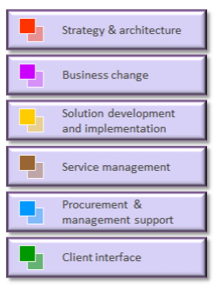 Strategy & architecture
Business change
Solution development
and implementation
Service management
Procurement &
management support
Client interface